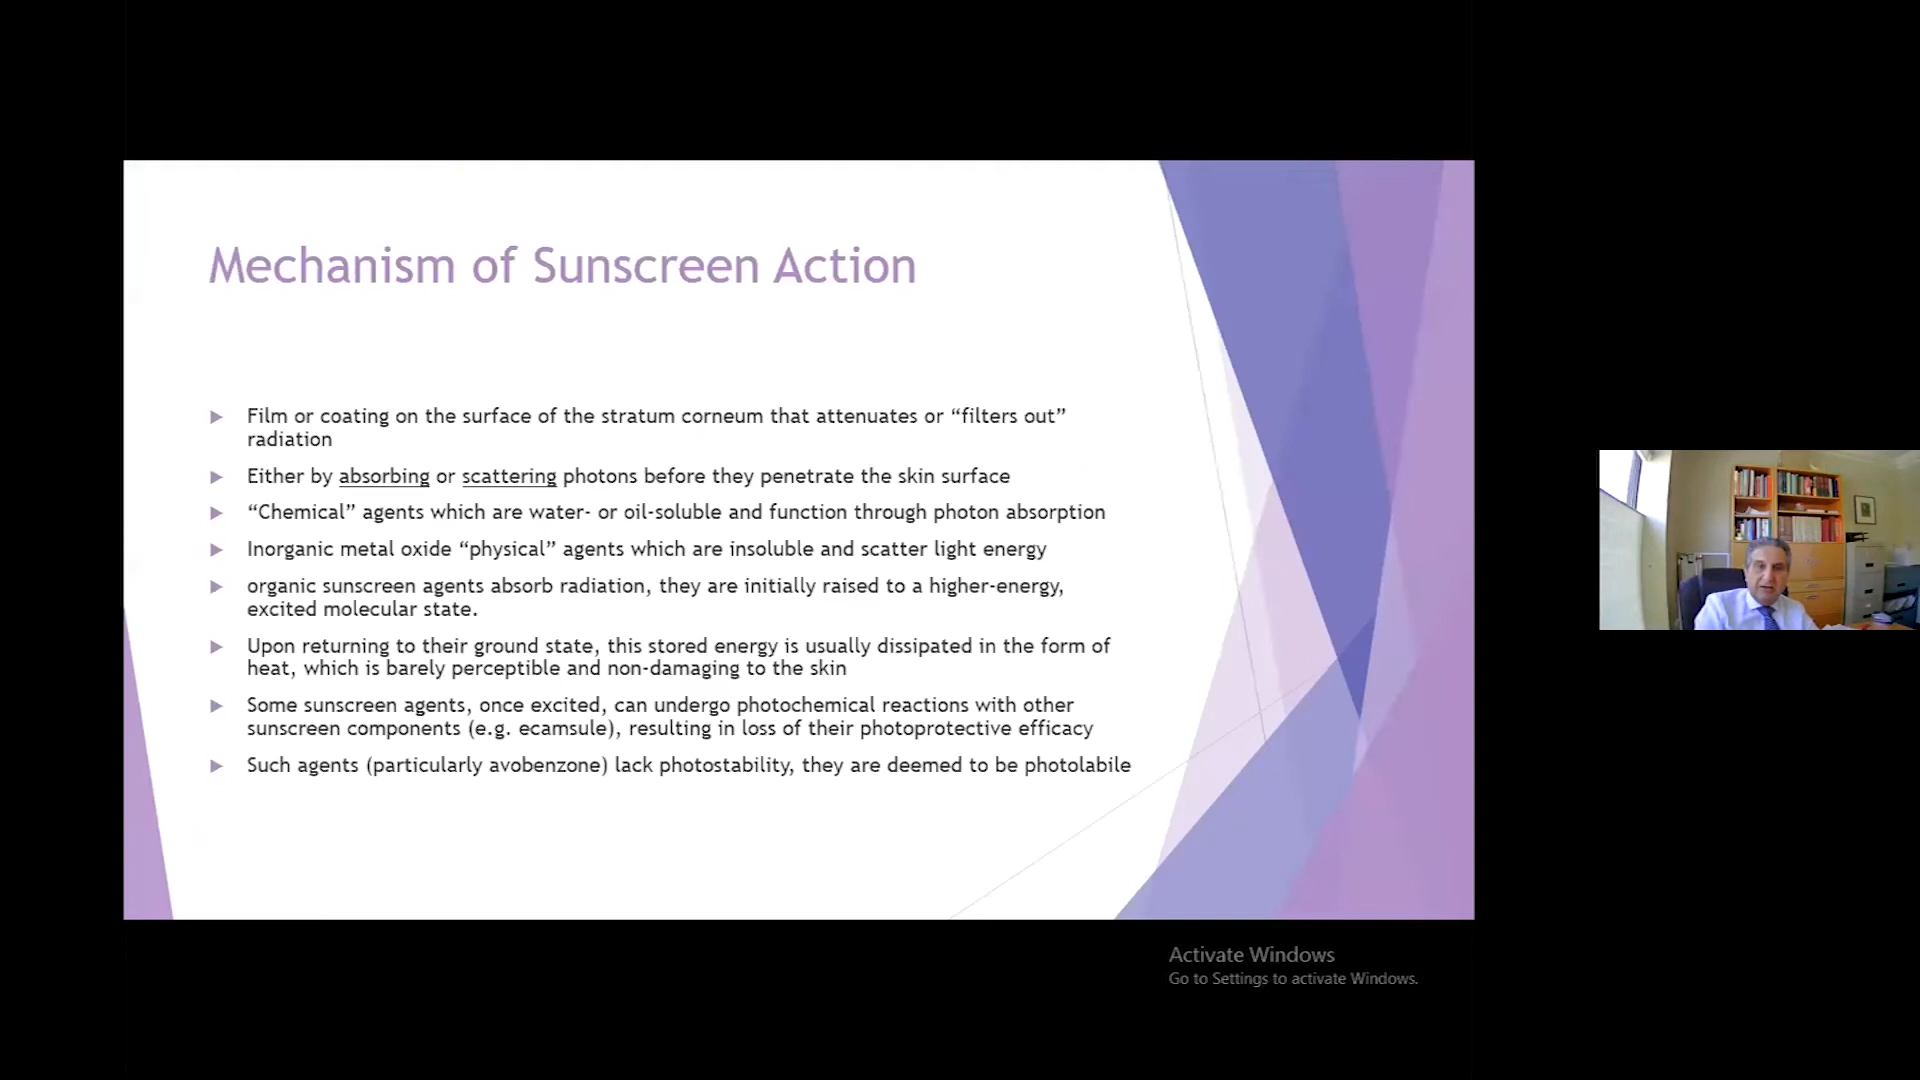 Mechanism of Sunscreen Action
Film or coating on the surface of the stratum corneum that attenuates or “filters out”
radiation
Either by absorbing or scattering photons before they penetrate the skin surface
“Chemical” agents which are water- or oil-soluble and function through photon absorption
Inorganic metal oxide “physical” agents which are insoluble and scatter light energy
organic sunscreen agents absorb radiation, they are initially raised to a higher-energy,
excited molecular state.
Upon returning to their ground state, this stored energy is usually dissipated in the form of
heat, which is barely perceptible and non-damaging to the skin
Some sunscreen agents, once excited, can undergo photochemical reactions with other
sunscreen components (e.g. ecamsule), resulting in loss of their photoprotective efficacy
Such agents (particularly avobenzone) lack photostability, they are deemed to be photolabile
Activate Windows
Go to Settings to activate Windows.